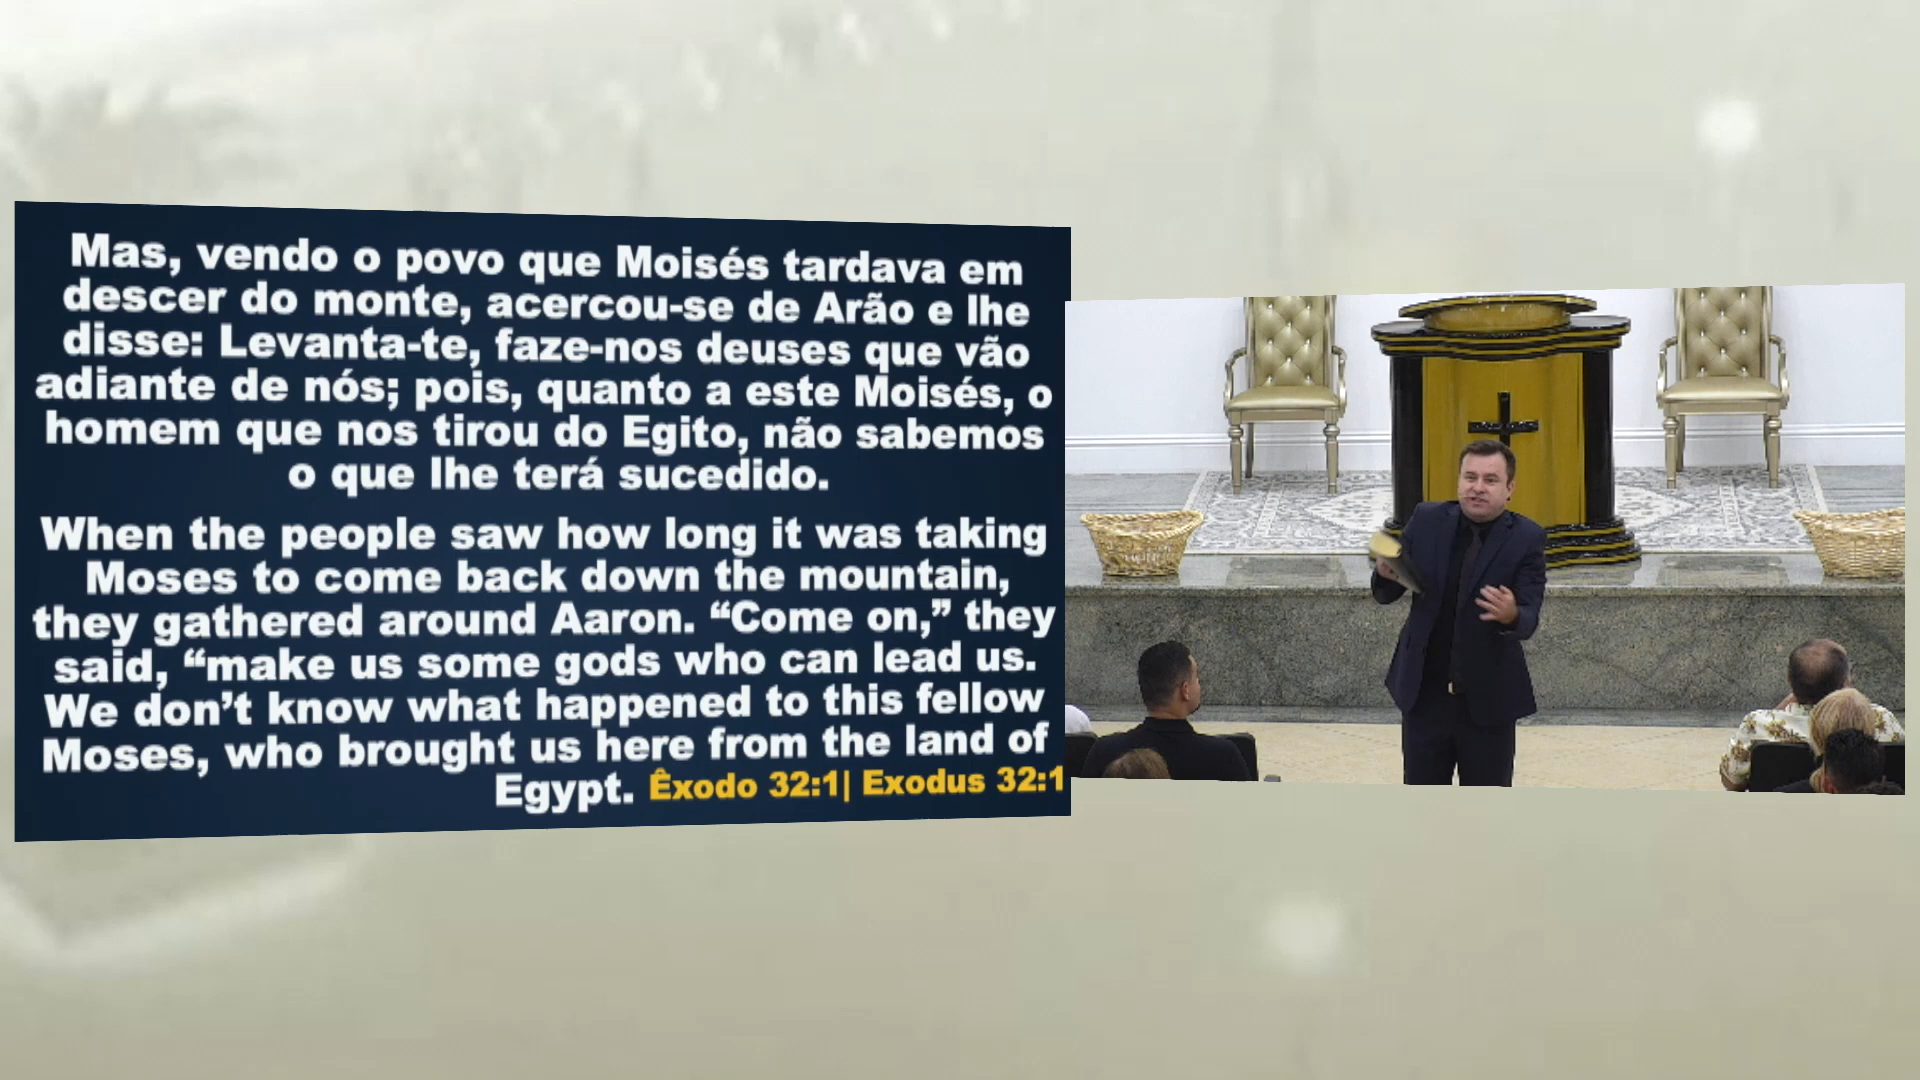 Mas, vendo o povo que Moisés tardava em
descer do monte, acercou-se de Arão e lhe
disse: Levanta-te, faze-nos deuses que vão
adiante de nós; pois, quanto a este Moisés, o
homem que nos tirou do Egito, não sabemos
o que lhe terá sucedido.
When the people saw how long it was taking
Moses to come back down the mountain,
they gathered around Aaron. “Come on,” they
said, “make us some gods who can lead us.
We don’t know what happened to this fellow
Moses, who brought us here from the land of
Egypt. Êxodo 32:1| Exodus 32:1